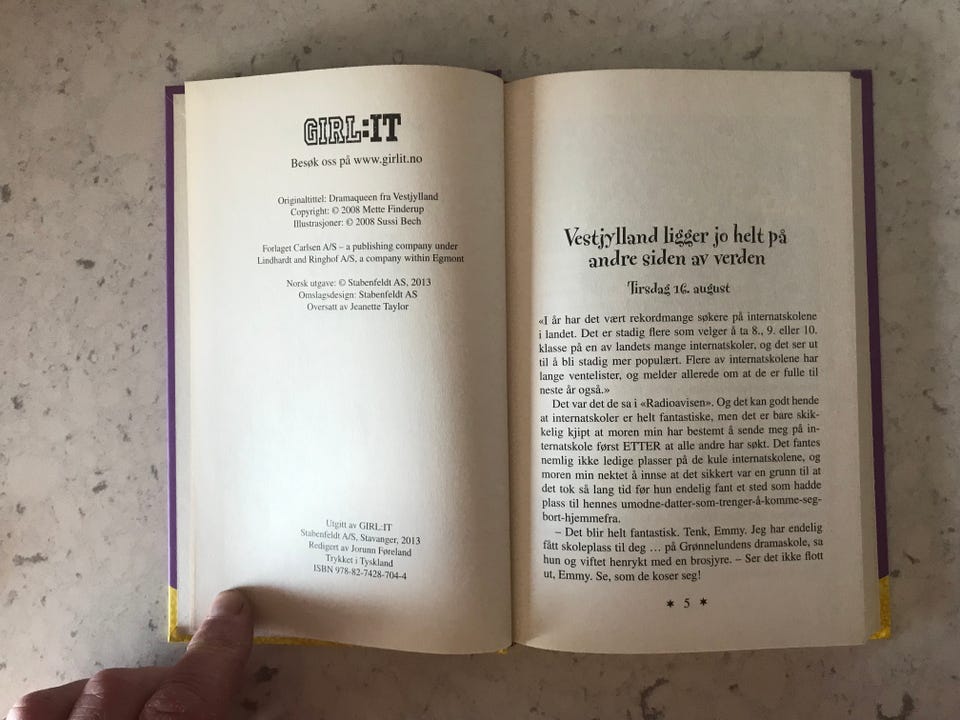 GIRL:IT
Besøk oss på www.girlit.no
Originaltittel: Dramaqueen fra Vestjylland
Copyright: © 2008 Mette Finderup
Illustrasjoner: © 2008 Sussi Bech
Forlaget Carlsen A/S – a publishing company under
Lindhardt and Ringhof A/S, a company within Egmont
Norsk utgave: © Stabenfeldt AS, 2013
Omslagsdesign: Stabenfeldt AS
Oversatt av Jeanette Taylor
Utgitt av GIRL:IT
Stabenfeldt A/S, Stavanger, 2013
Redigert av Jorunn Føreland
Trykket i Tyskland
ISBN 978-82-7428-704-4
Vestjylland ligger jo helt på
andre siden av verden
Tirsdag 16. august
«I år har det vært rekordmange søkere på internatskolene
i landet. Det er stadig flere som velger å ta 8., 9. eller 10.
klasse på en av landets mange internatskoler, og det ser ut
til å bli stadig mer populært. Flere av internatskolene har
lange ventelister, og melder allerede om at de er fulle til
neste år også.»
Det var det de sa i «Radioavisen». Og det kan godt hende
at internatskoler er helt fantastiske, men det er bare skik-
kelig kjipt at moren min har bestemt å sende meg på in-
ternatskole først ETTER at alle andre har søkt. Det fantes
nemlig ikke ledige plasser på de kule internatskolene, og
moren min nektet å innse at det sikkert var en grunn til at
det tok så lang tid før hun endelig fant et sted som hadde
plass til hennes umodne-datter-som-trenger-å-komme-seg-
bort-hjemmefra.
– Det blir helt fantastisk. Tenk, Emmy. Jeg har endelig
fått skoleplass til deg … på Grønnelundens dramaskole, sa
hun og viftet henrykt med en brosjyre. – Ser det ikke flott
ut, Emmy. Se, som de koser seg!
✶ 5 ✶